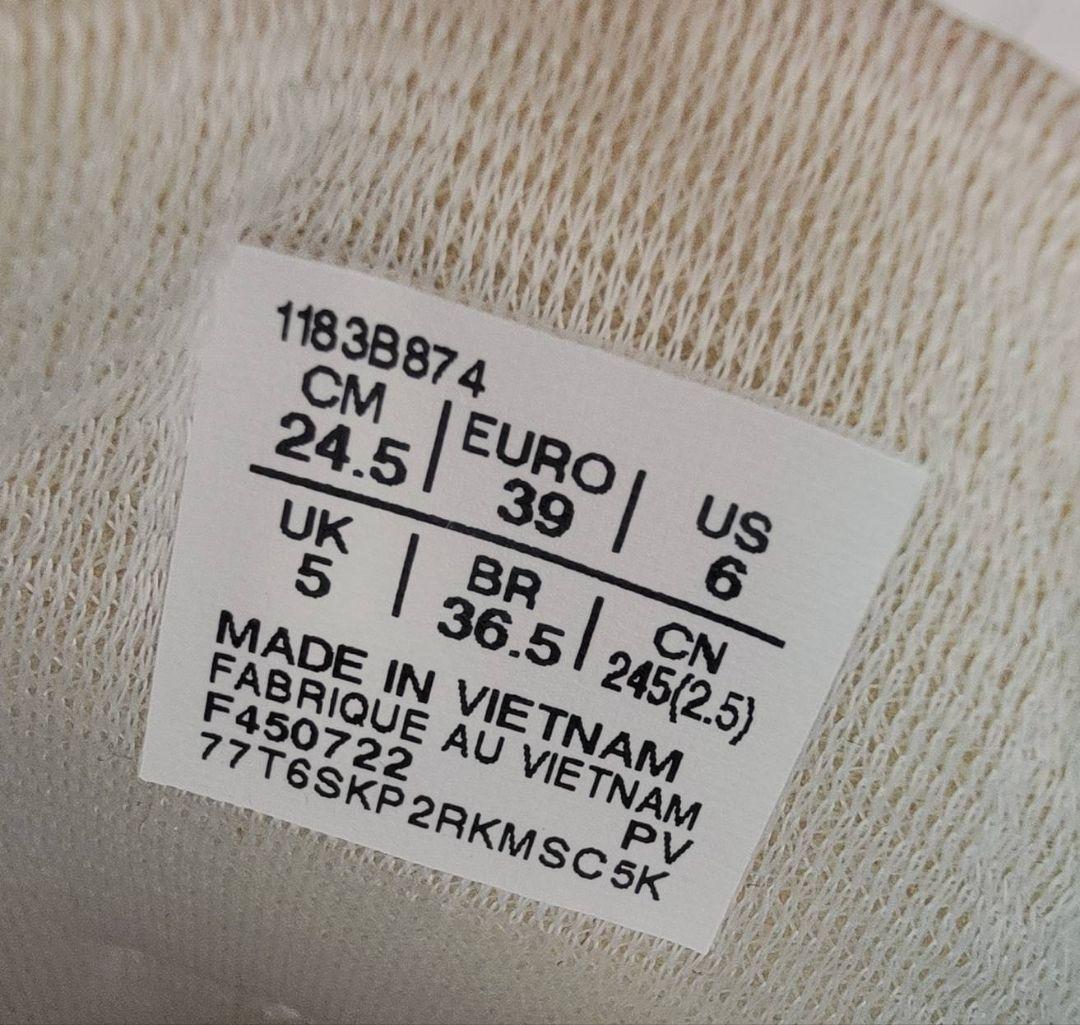 1183B874
CM | EURO | US
24.5 | 39 | 6
UK | BR | CN
5 | 36.5 | 245(2.5)
MADE IN VIETNAM
FABRIQUE AU VIETNAM
F450722 PV
77T6SKP2RKMSC5K